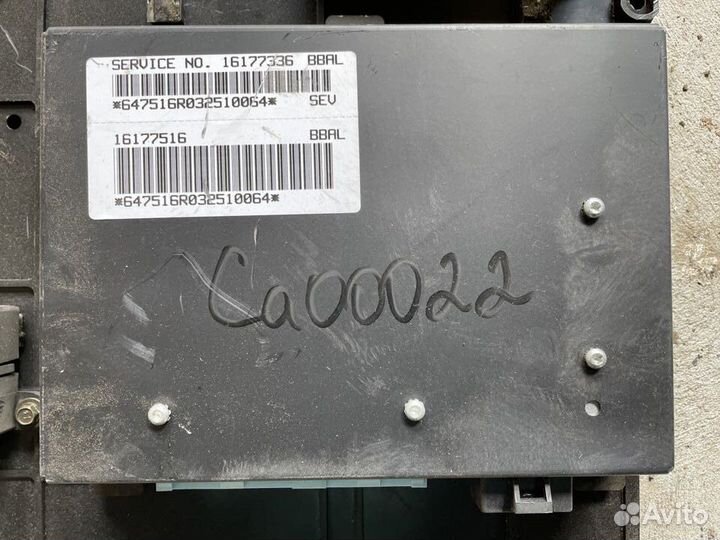 SERVICE NO. 16177336 BBAL
*647516R032510064* SEV
16177516 BBAL
*647516R032510064*
Ca00022
Avito